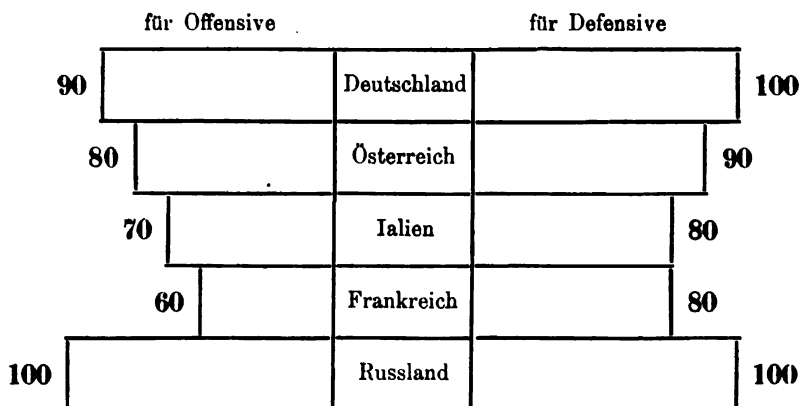 für Offensive für Defensive
90 Deutschland 100
80 Österreich 90
70 Ialien 80
60 Frankreich 80
100 Russland 100